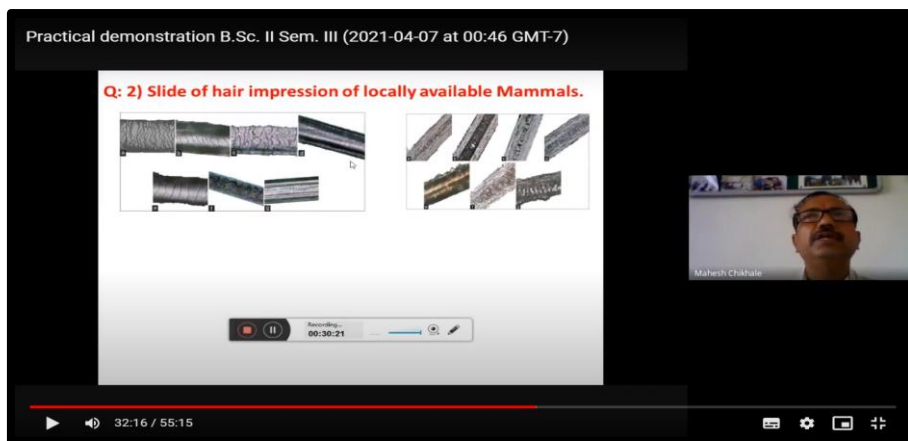 Practical demonstration B.Sc. II Sem. III (2021-04-07 at 00:46 GMT-7)
Q: 2) Slide of hair impression of locally available Mammals.
Recording...
00:30:21
Mahesh Chikhale
32:16 / 55:15